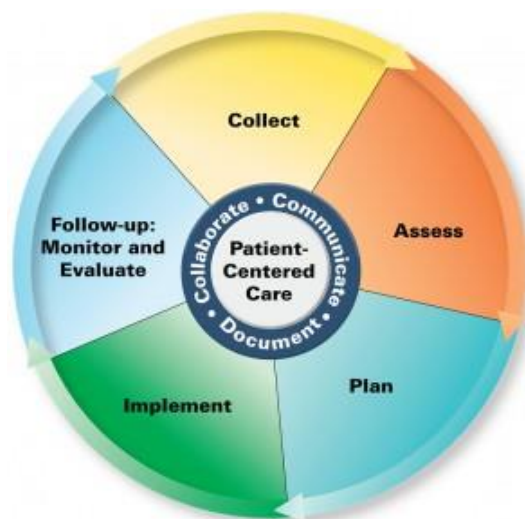 Collect
Assess
Plan
Implement
Follow-up:
Monitor and
Evaluate
Collaborate • Communicate • Document •
Patient-
Centered
Care